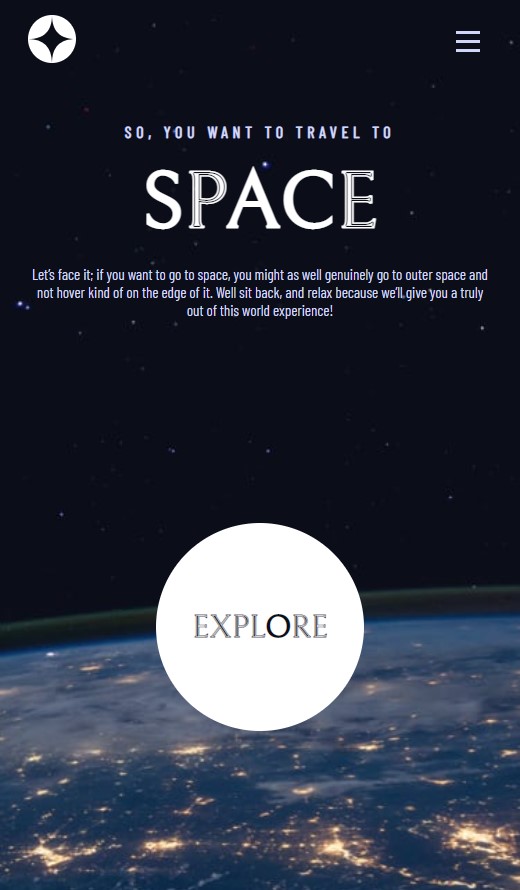 SO, YOU WANT TO TRAVEL TO
SPACE
Let's face it; if you want to go to space, you might as well genuinely go to outer space and
not hover kind of on the edge of it. Well sit back, and relax because we'll give you a truly
out of this world experience!
EXPLORE